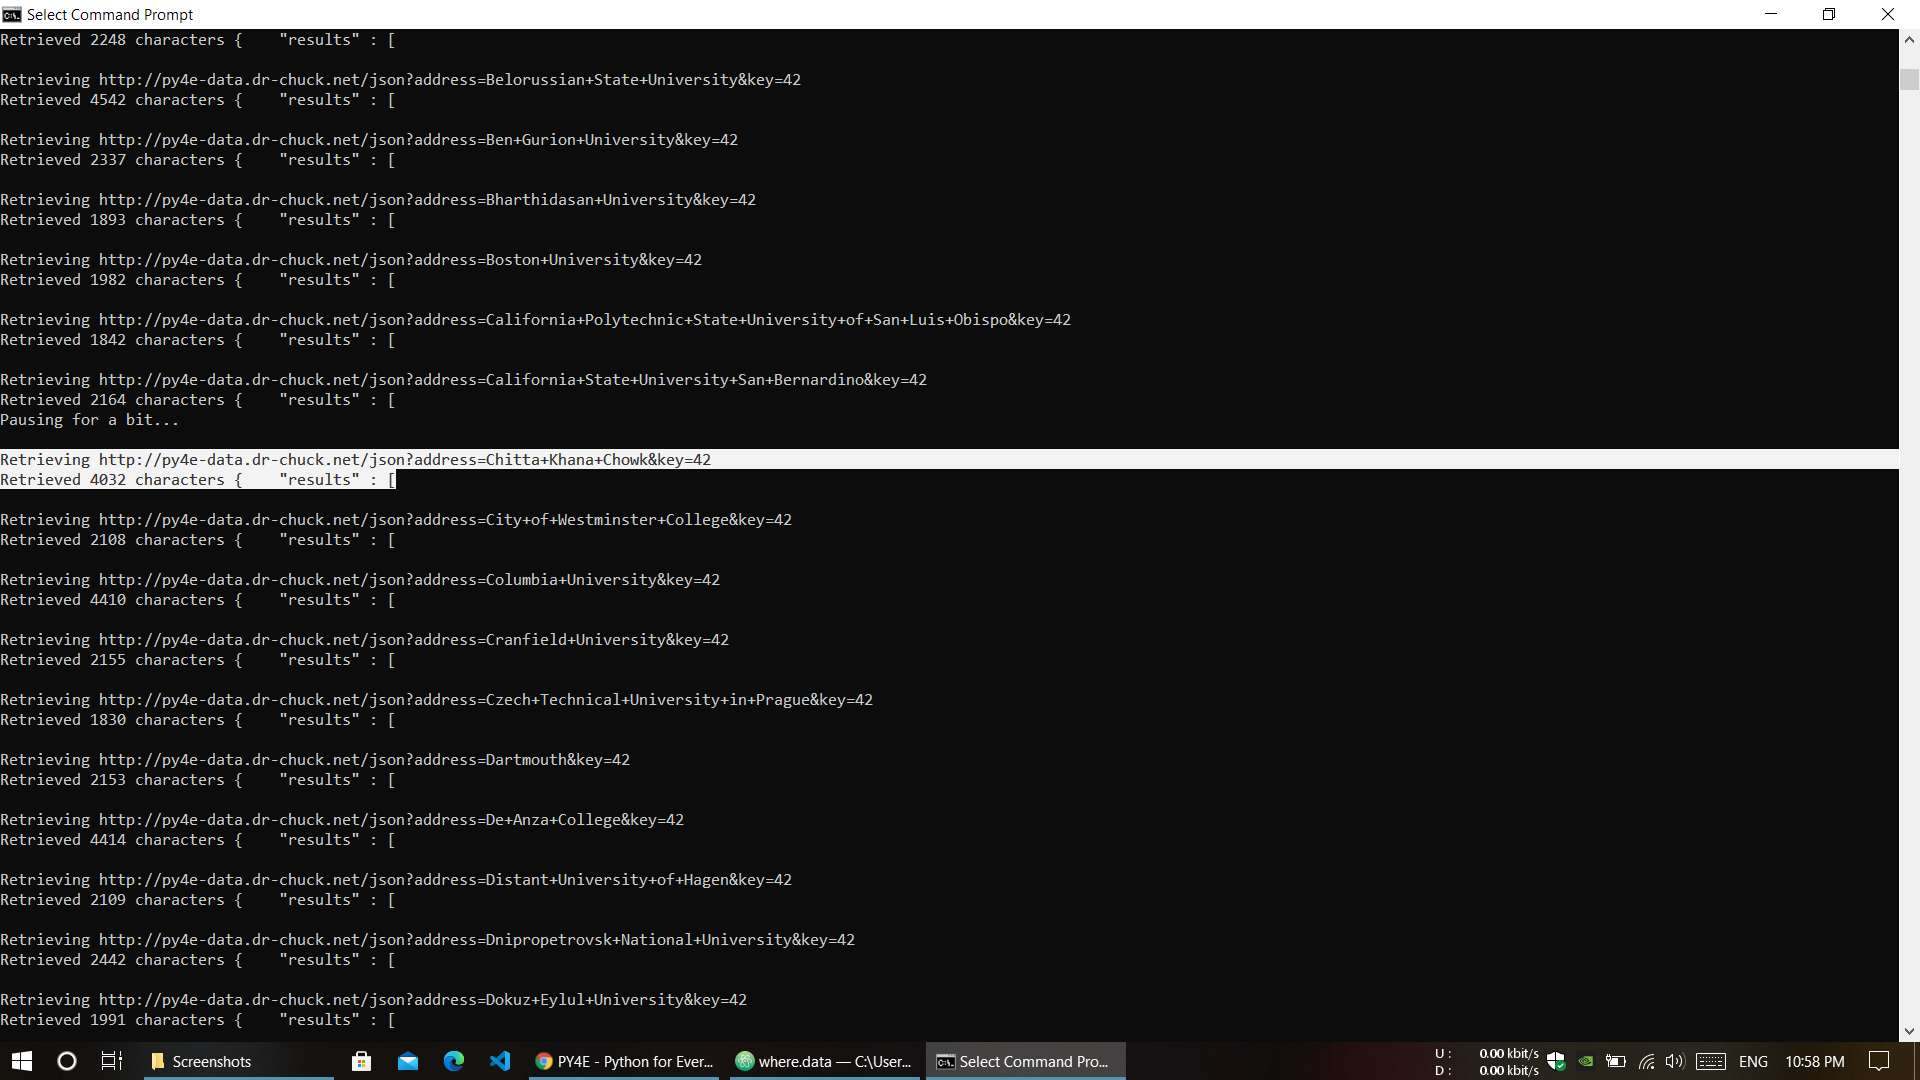 Select Command Prompt
Retrieved 2248 characters {    "results" : [
Retrieving http://py4e-data.dr-chuck.net/json?address=Belorussian+State+University&key=42
Retrieved 4542 characters {    "results" : [
Retrieving http://py4e-data.dr-chuck.net/json?address=Ben+Gurion+University&key=42
Retrieved 2337 characters {    "results" : [
Retrieving http://py4e-data.dr-chuck.net/json?address=Bharthidasan+University&key=42
Retrieved 1893 characters {    "results" : [
Retrieving http://py4e-data.dr-chuck.net/json?address=Boston+University&key=42
Retrieved 1982 characters {    "results" : [
Retrieving http://py4e-data.dr-chuck.net/json?address=California+Polytechnic+State+University+of+San+Luis+Obispo&key=42
Retrieved 1842 characters {    "results" : [
Retrieving http://py4e-data.dr-chuck.net/json?address=California+State+University+San+Bernardino&key=42
Retrieved 2164 characters {    "results" : [
Pausing for a bit...
Retrieving http://py4e-data.dr-chuck.net/json?address=Chitta+Khana+Chowk&key=42
Retrieved 4032 characters {    "results" : [
Retrieving http://py4e-data.dr-chuck.net/json?address=City+of+Westminster+College&key=42
Retrieved 2108 characters {    "results" : [
Retrieving http://py4e-data.dr-chuck.net/json?address=Columbia+University&key=42
Retrieved 4410 characters {    "results" : [
Retrieving http://py4e-data.dr-chuck.net/json?address=Cranfield+University&key=42
Retrieved 2155 characters {    "results" : [
Retrieving http://py4e-data.dr-chuck.net/json?address=Czech+Technical+University+in+Prague&key=42
Retrieved 1830 characters {    "results" : [
Retrieving http://py4e-data.dr-chuck.net/json?address=Dartmouth&key=42
Retrieved 2153 characters {    "results" : [
Retrieving http://py4e-data.dr-chuck.net/json?address=De+Anza+College&key=42
Retrieved 4414 characters {    "results" : [
Retrieving http://py4e-data.dr-chuck.net/json?address=Distant+University+of+Hagen&key=42
Retrieved 2109 characters {    "results" : [
Retrieving http://py4e-data.dr-chuck.net/json?address=Dnipropetrovsk+National+University&key=42
Retrieved 2442 characters {    "results" : [
Retrieving http://py4e-data.dr-chuck.net/json?address=Dokuz+Eylul+University&key=42
Retrieved 1991 characters {    "results" : [
Screenshots PY4E - Python for Ever... where.data — C:\User... Select Command Pro... ENG 10:58 PM
U : 0.00 kbit/s
D : 0.00 kbit/s